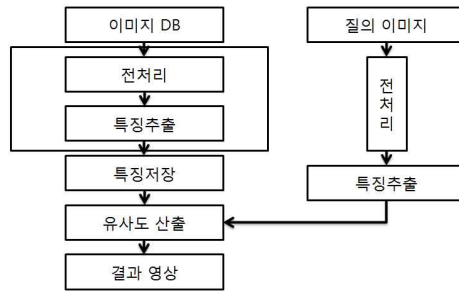 이미지 DB
전처리
특징추출
특징저장
유사도 산출
결과 영상
질의 이미지
전
처
리
특징추출